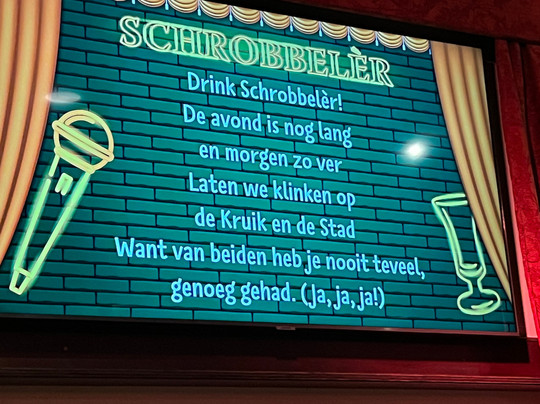 SCHROBBELÈR
Drink Schrobbelèr!
De avond is nog lang
en morgen zo ver
Laten we klinken op
de Kruik en de Stad
Want van beiden heb je nooit teveel,
genoeg gehad. (Ja, ja, ja!)